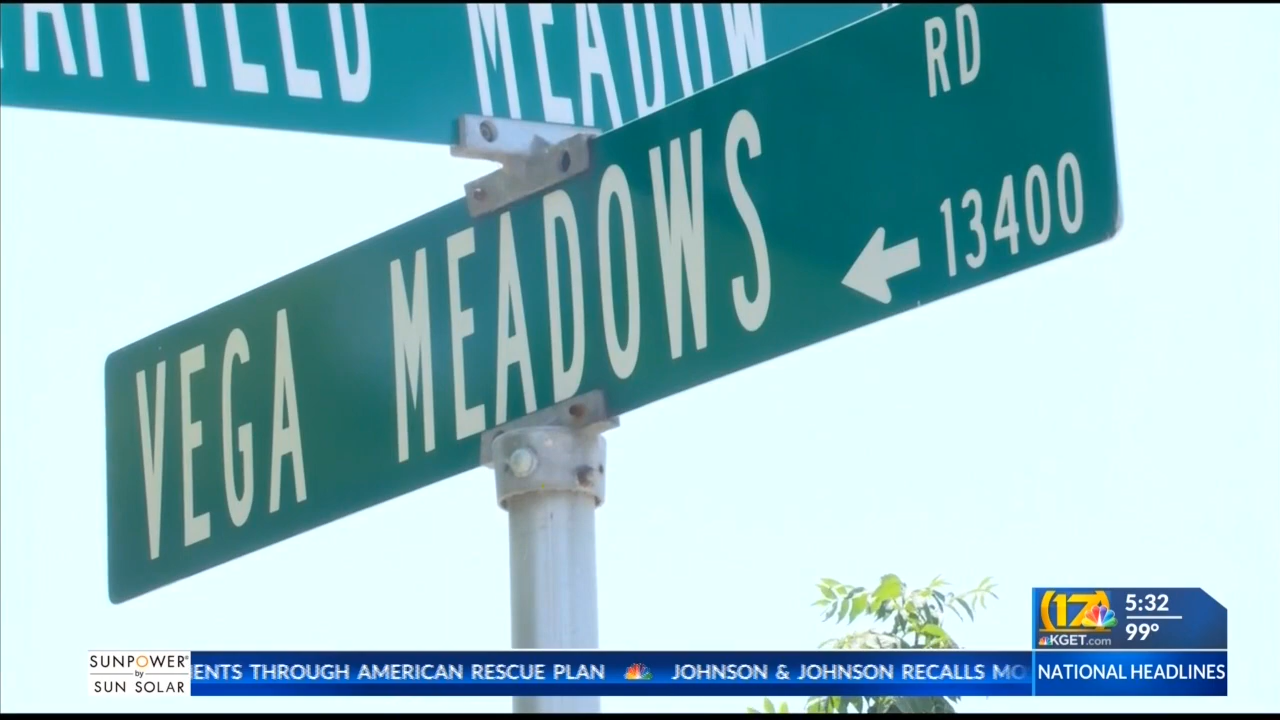 MEADOW
RD
VEGA MEADOWS
13400
17
KGET.com
5:32
99°
SUNPOWER®
by
SUN SOLAR
THROUGH AMERICAN RESCUE PLAN JOHNSON & JOHNSON RECALLS
NATIONAL HEADLINES